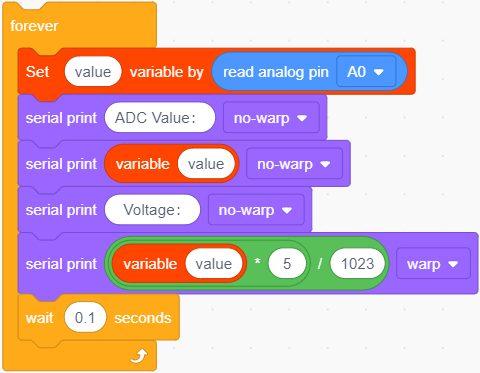 forever
Set value variable by read analog pin A0
serial print ADC Value: no-warp
serial print variable value no-warp
serial print Voltage: no-warp
serial print variable value * 5 / 1023 warp
wait 0.1 seconds